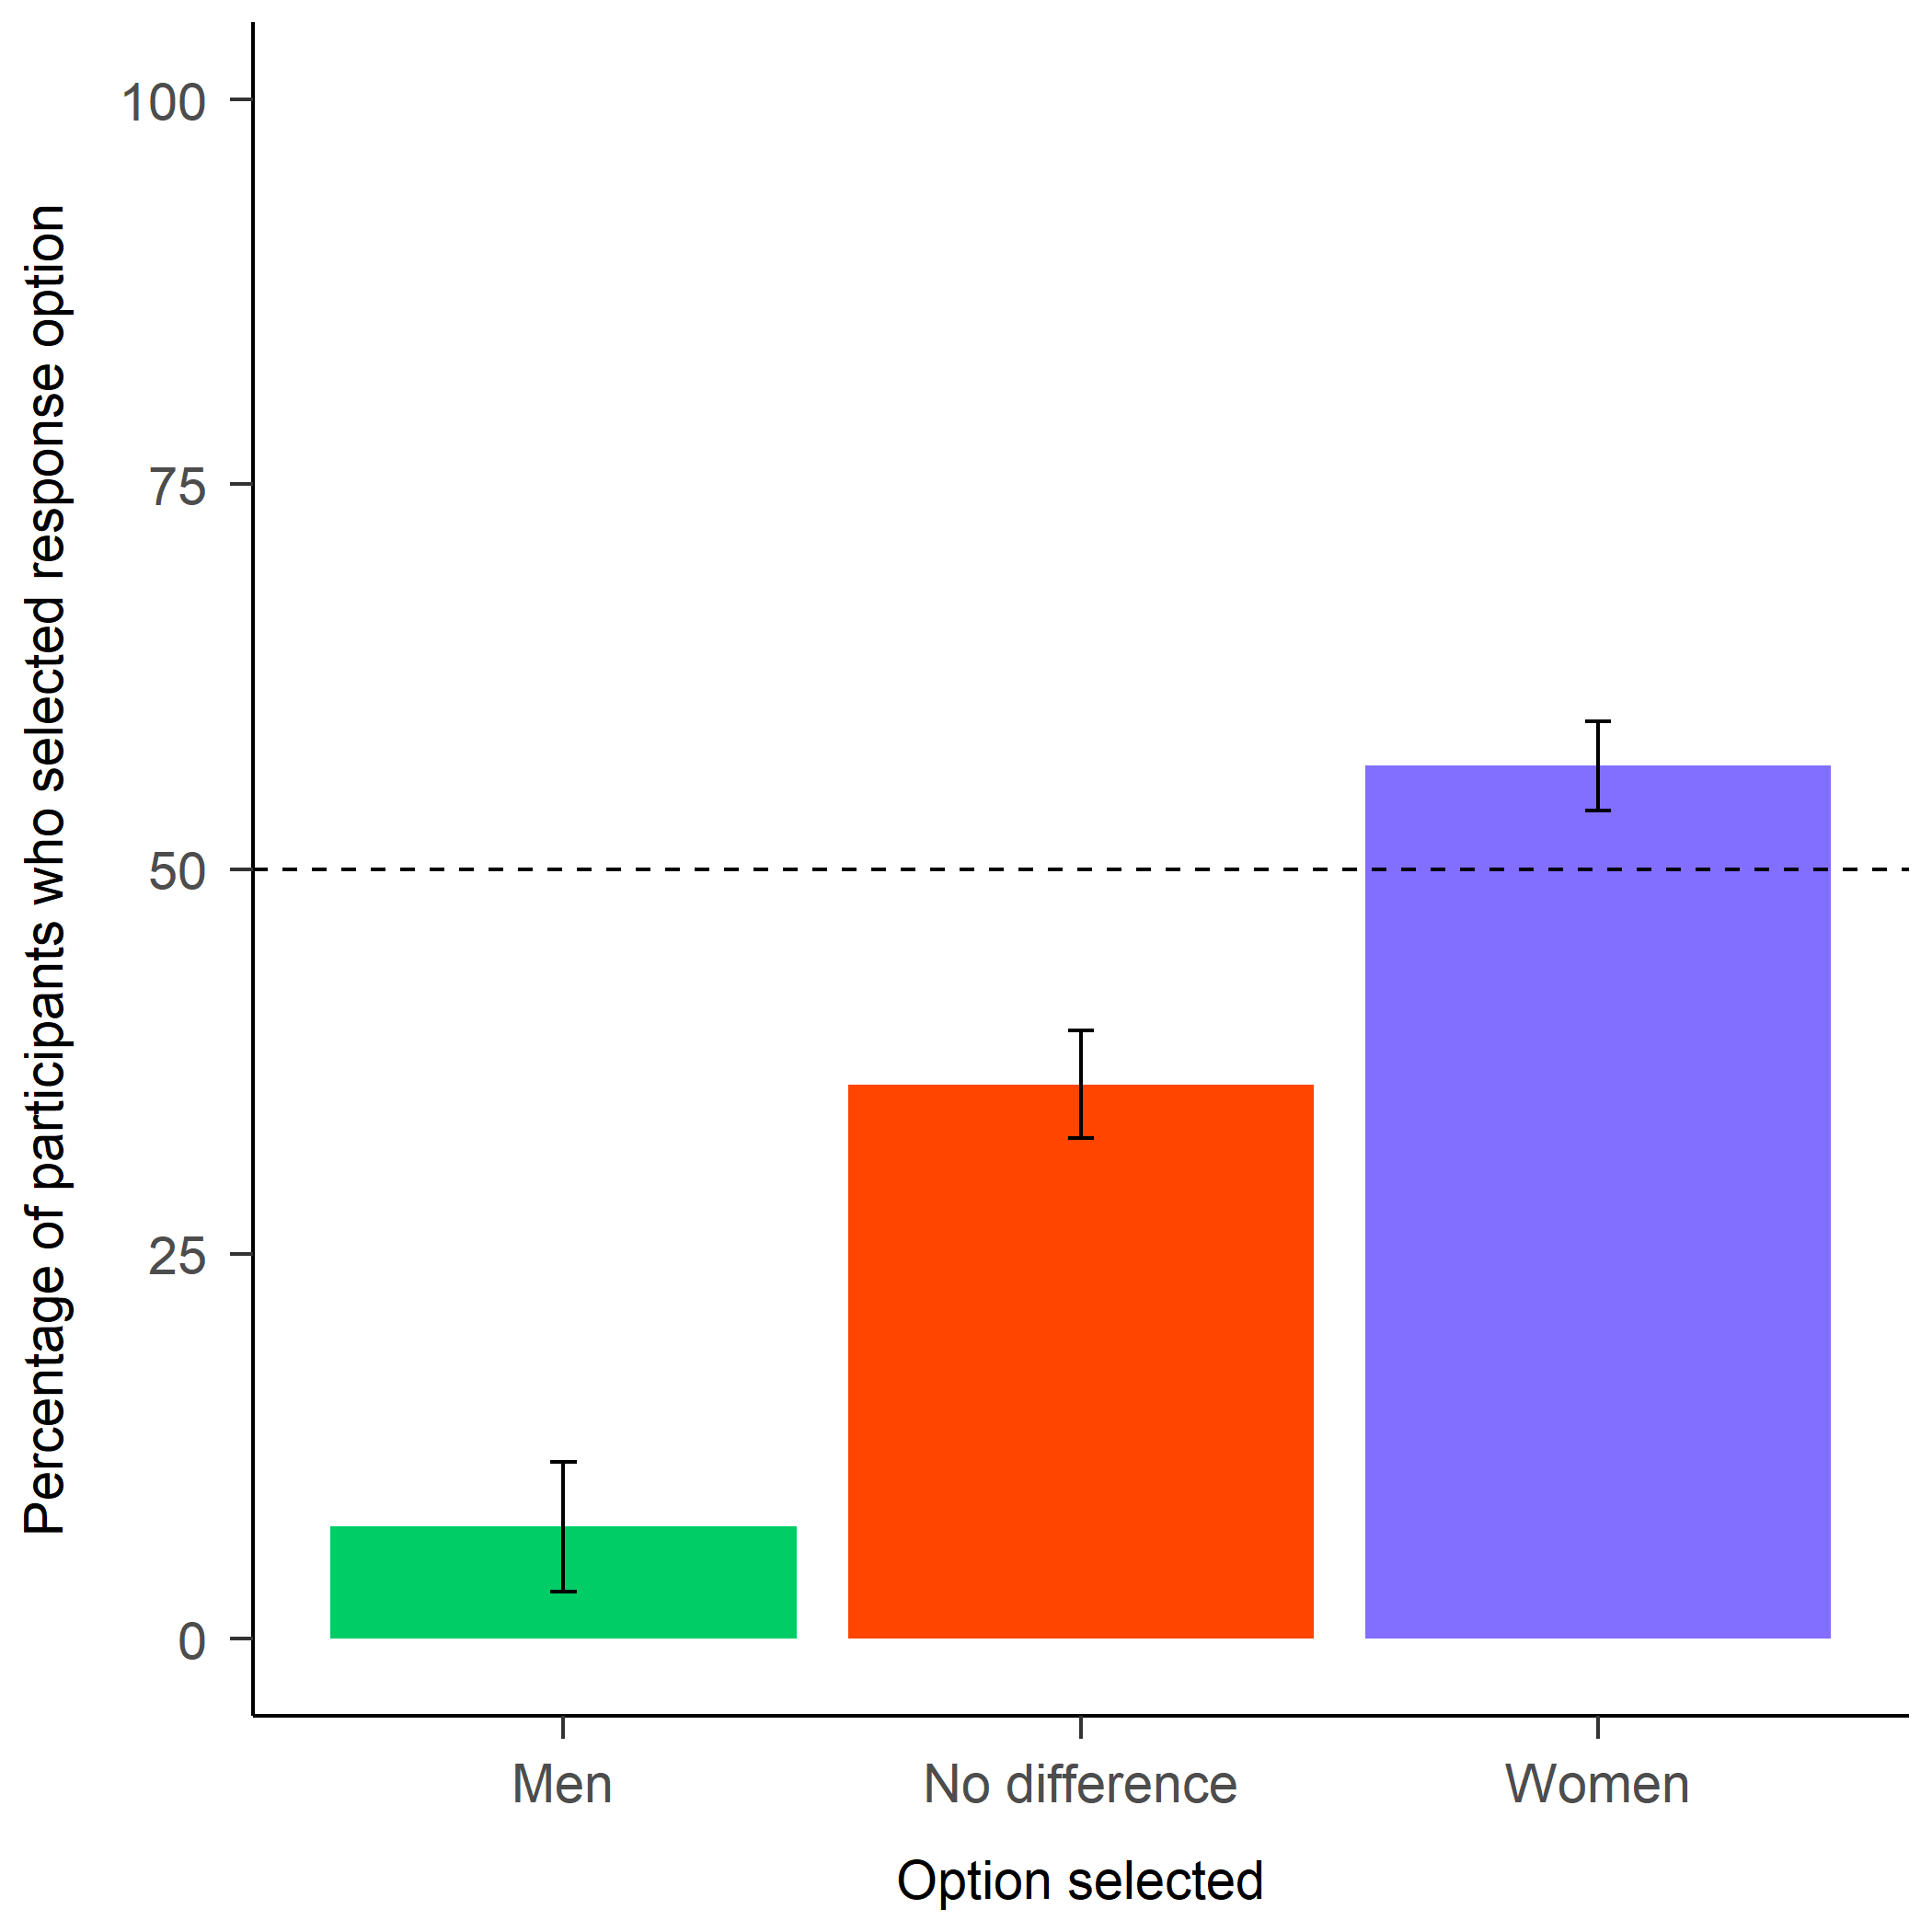 Percentage of participants who selected response option
100
75
50
25
0
Men
No difference
Women
Option selected